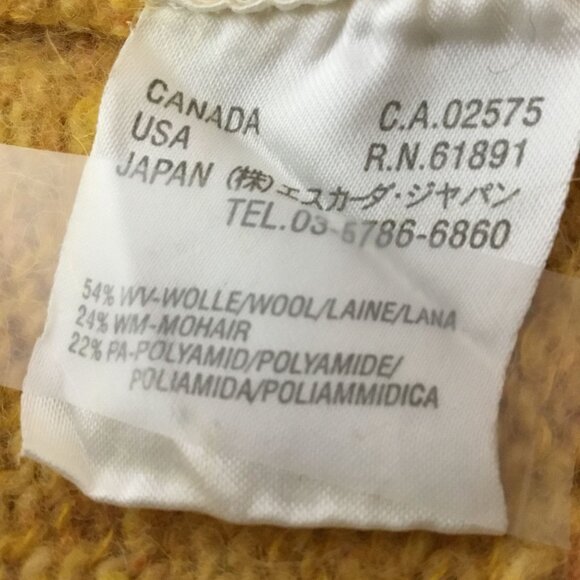 CANADA C.A.02575
USA R.N.61891
JAPAN (株)エスカーダ・ジャパン
TEL.03-5786-6860
54% WV-WOLLE/WOOL/LAINE/LANA
24% WM-MOHAIR
22% PA-POLYAMID/POLYAMIDE/
POLIAMIDA/POLIAMMIDICA